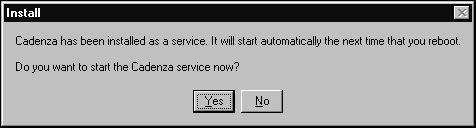 Install
Cadenza has been installed as a service. It will start automatically the next time that you reboot.
Do you want to start the Cadenza service now?
Yes No